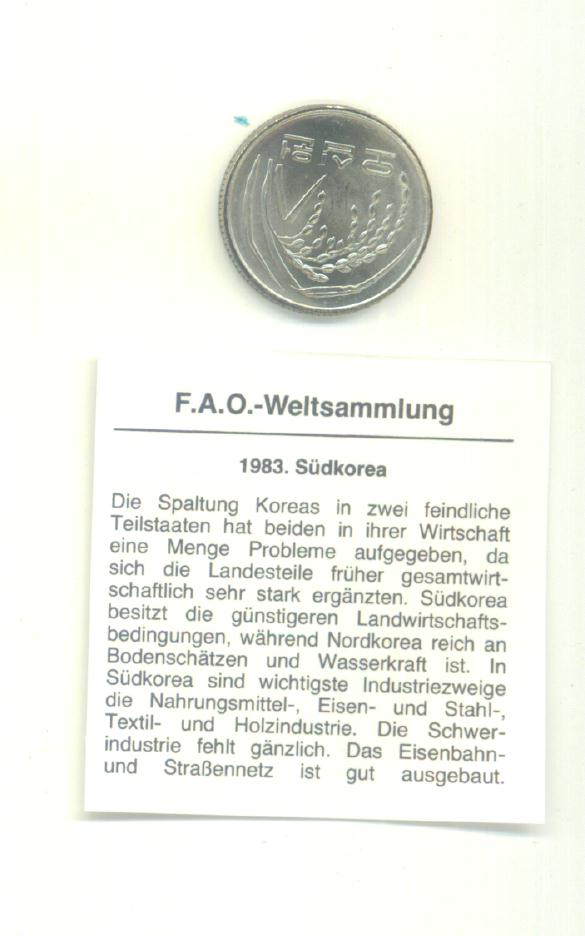 F.A.O.-Weltsammlung
1983. Südkorea
Die Spaltung Koreas in zwei feindliche
Teilstaaten hat beiden in ihrer Wirtschaft
eine Menge Probleme aufgegeben, da
sich die Landesteile früher gesamtwirt-
schaftlich sehr stark ergänzten. Südkorea
besitzt die günstigeren Landwirtschafts-
bedingungen, während Nordkorea reich an
Bodenschätzen und Wasserkraft ist. In
Südkorea sind wichtigste Industriezweige
die Nahrungsmittel-, Eisen- und Stahl-,
Textil- und Holzindustrie. Die Schwer-
industrie fehlt gänzlich. Das Eisenbahn-
und Straßennetz ist gut ausgebaut.